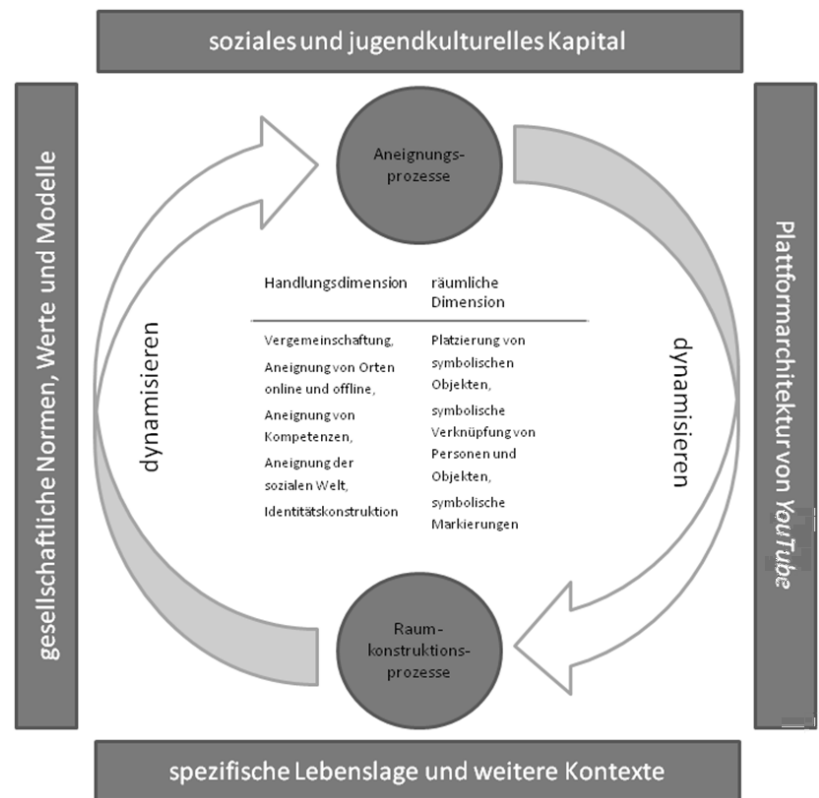 soziales und jugendkulturelles Kapital
gesellschaftliche Normen, Werte und Modelle
Aneignungs-
prozesse
Plattformarchitektur von YouTube
dynamisieren
Handlungsdimension
Vergemeinschaftung,
Aneignung von Orten
online und offline,
Aneignung von
Kompetenzen,
Aneignung der
sozialen Welt,
Identitätskonstruktion
räumliche
Dimension
Platzierung von
symbolischen
Objekten,
symbolische
Verknüpfung von
Personen und
Objekten,
symbolische
Markierungen
dynamisieren
Raum-
konstruktions-
prozesse
spezifische Lebenslage und weitere Kontexte